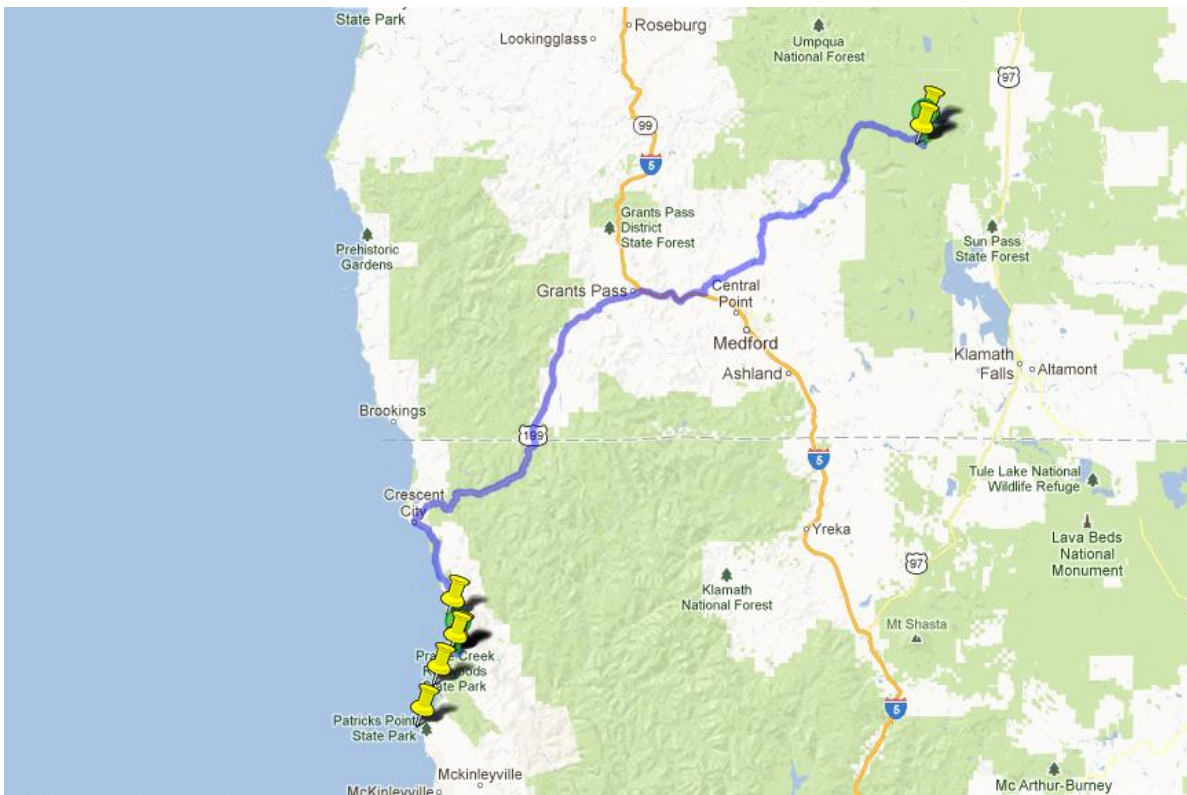 State Park
Lookingglass
Roseburg
Umpqua
National Forest
97
99
5
Grants Pass
District
State Forest
Prehistoric
Gardens
Sun Pass
State Forest
Grants Pass
Central
Point
Medford
Ashland
Klamath
Falls
Altamont
Brookings
199
5
Tule Lake National
Wildlife Refuge
Crescent
City
Yreka
Lava Beds
National
Monument
97
Klamath
National Forest
Mt Shasta
Creek
State Park
5
Patricks Point
State Park
Mckinleyville
McKinleyville
Mc Arthur-Burney